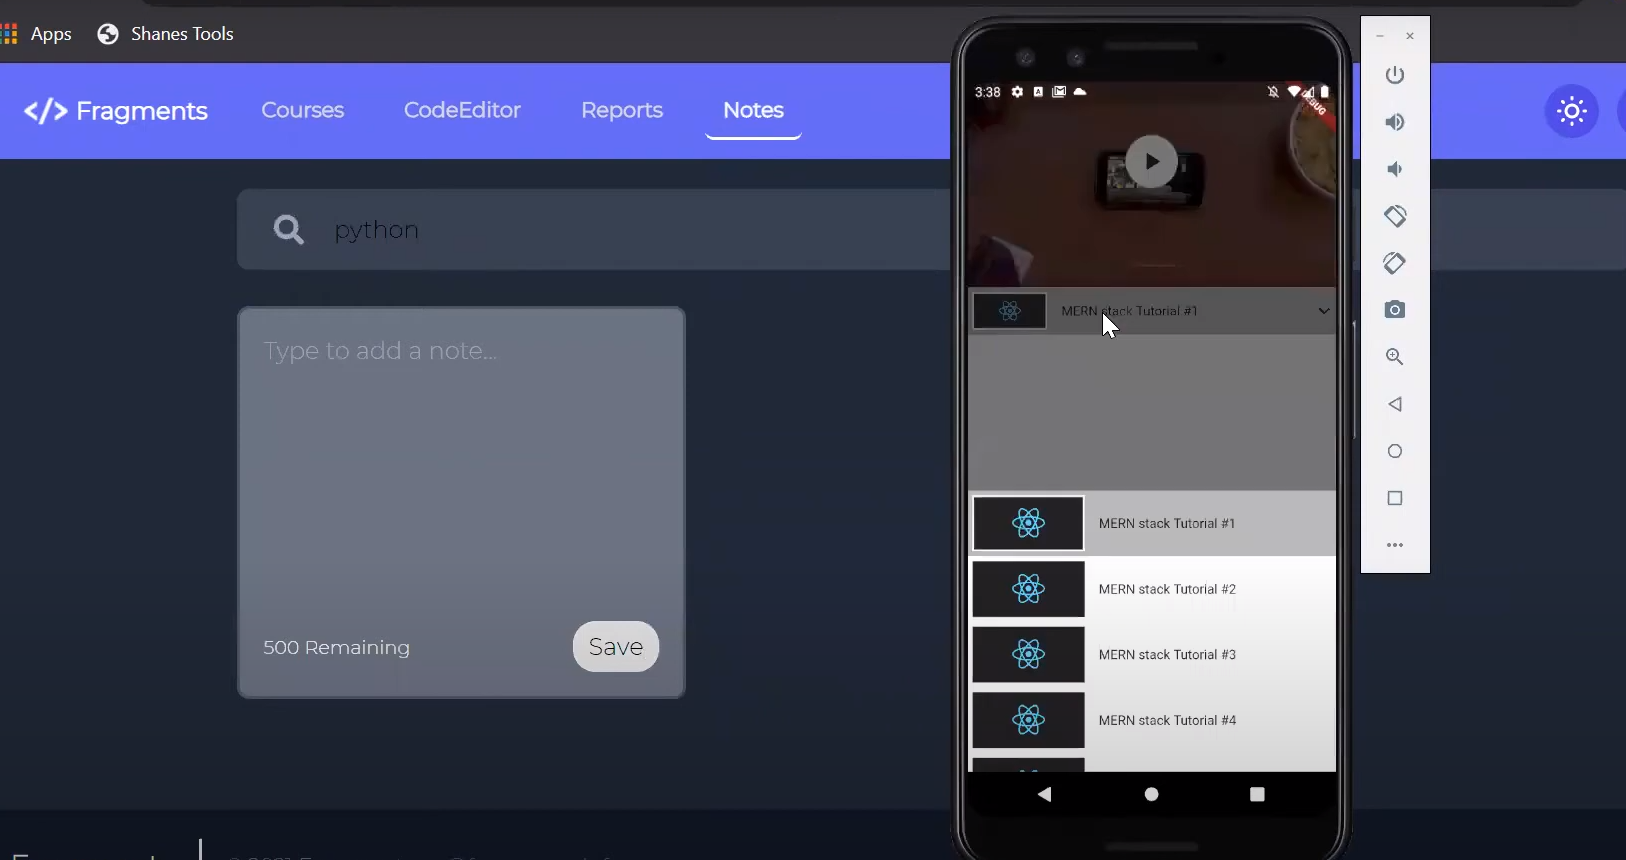 Apps Shanes Tools
</> Fragments Courses CodeEditor Reports Notes
python
Type to add a note...
500 Remaining Save
3:38
DEBUG
MERN stack Tutorial #1
MERN stack Tutorial #1
MERN stack Tutorial #2
MERN stack Tutorial #3
MERN stack Tutorial #4